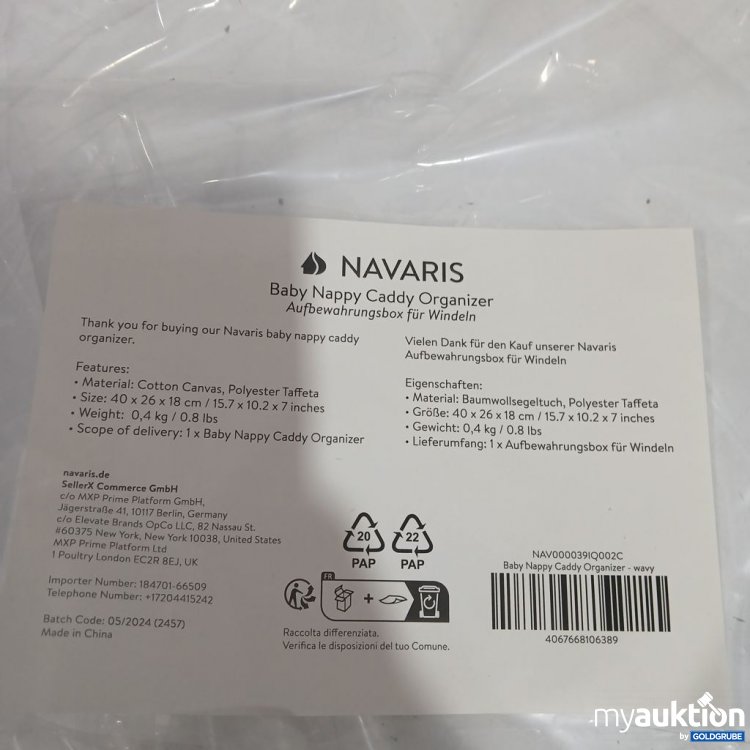 NAVARIS
Baby Nappy Caddy Organizer
Aufbewahrungsbox für Windeln
Thank you for buying our Navaris baby nappy caddy
organizer.
Features:
• Material: Cotton Canvas, Polyester Taffeta
• Size: 40 x 26 x 18 cm / 15.7 x 10.2 x 7 inches
• Weight: 0,4 kg / 0.8 lbs
• Scope of delivery: 1 x Baby Nappy Caddy Organizer
Vielen Dank für den Kauf unserer Navaris
Aufbewahrungsbox für Windeln
Eigenschaften:
• Material: Baumwollsegeltuch, Polyester Taffeta
• Größe: 40 x 26 x 18 cm / 15.7 x 10.2 x 7 inches
• Gewicht: 0,4 kg / 0.8 lbs
• Lieferumfang: 1 x Aufbewahrungsbox für Windeln
navaris.de
SellerX Commerce GmbH
c/o MXP Prime Platform GmbH,
Jägerstraße 41, 10117 Berlin, Germany
c/o Elevate Brands OpCo LLC, 82 Nassau St.
#60375 New York, New York 10038, United States
MXP Prime Platform Ltd
1 Poultry London EC2R 8EJ, UK
Importer Number: 184701-66509
Telephone Number: +17204415242
Batch Code: 05/2024 (2457)
Made in China
20 22
PAP PAP
FR
+
Raccolta differenziata.
Verifica le disposizioni del tuo Comune.
NAV000039IQ002C
Baby Nappy Caddy Organizer - wavy
4067668106389
myauktion
by GOLDGRUBE